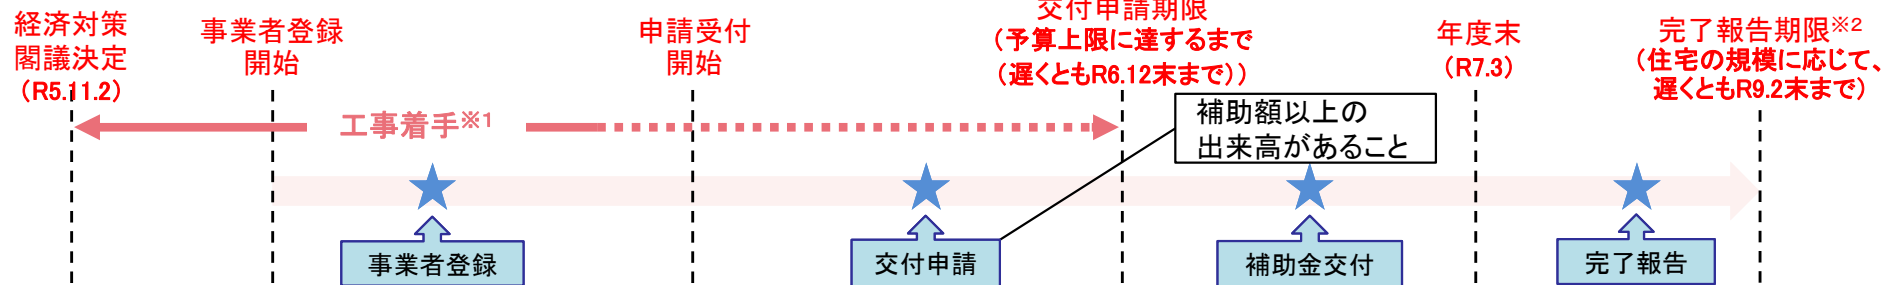 経済対策
閣議決定
(R5.11.2)
事業者登録
開始
申請受付
開始
交付申請期限
(予算上限に達するまで
(遅くともR6.12末まで))
年度末
(R7.3)
完了報告期限※2
(住宅の規模に応じて、
遅くともR9.2末まで)
工事着手※1
補助額以上の
出来高があること
事業者登録
交付申請
補助金交付
完了報告